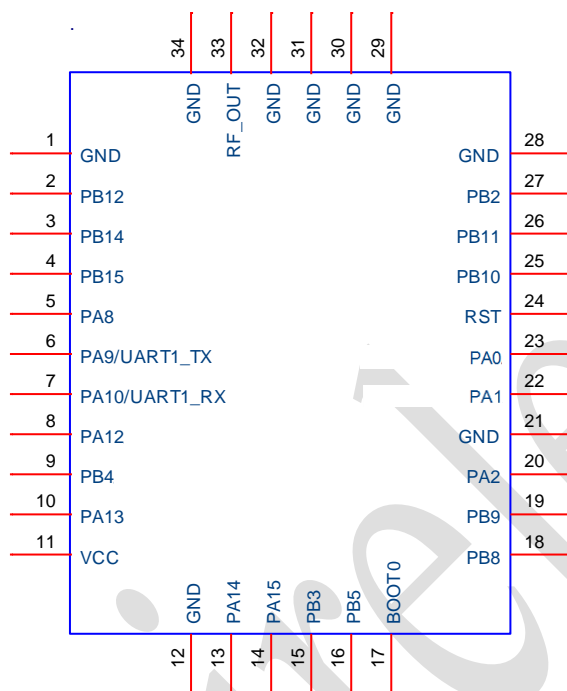 34 33 32 31 30 29
GND RF_OUT GND GND GND GND
1 GND GND 28
2 PB12 PB2 27
3 PB14 PB11 26
4 PB15 PB10 25
5 PA8 RST 24
6 PA9/UART1_TX PA0 23
7 PA10/UART1_RX PA1 22
8 PA12 GND 21
9 PB4 PA2 20
10 PA13 PB9 19
11 VCC PB8 18
GND PA14 PA15 PB3 PB5 BOOT0
12 13 14 15 16 17